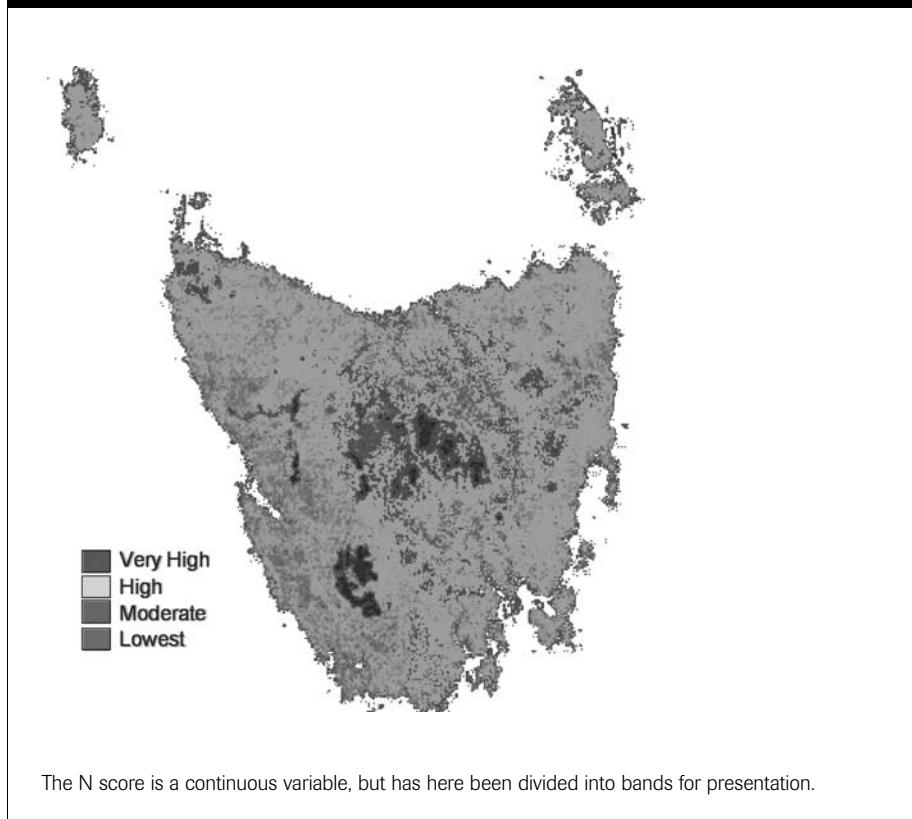 Very High
High
Moderate
Lowest
The N score is a continuous variable, but has here been divided into bands for presentation.